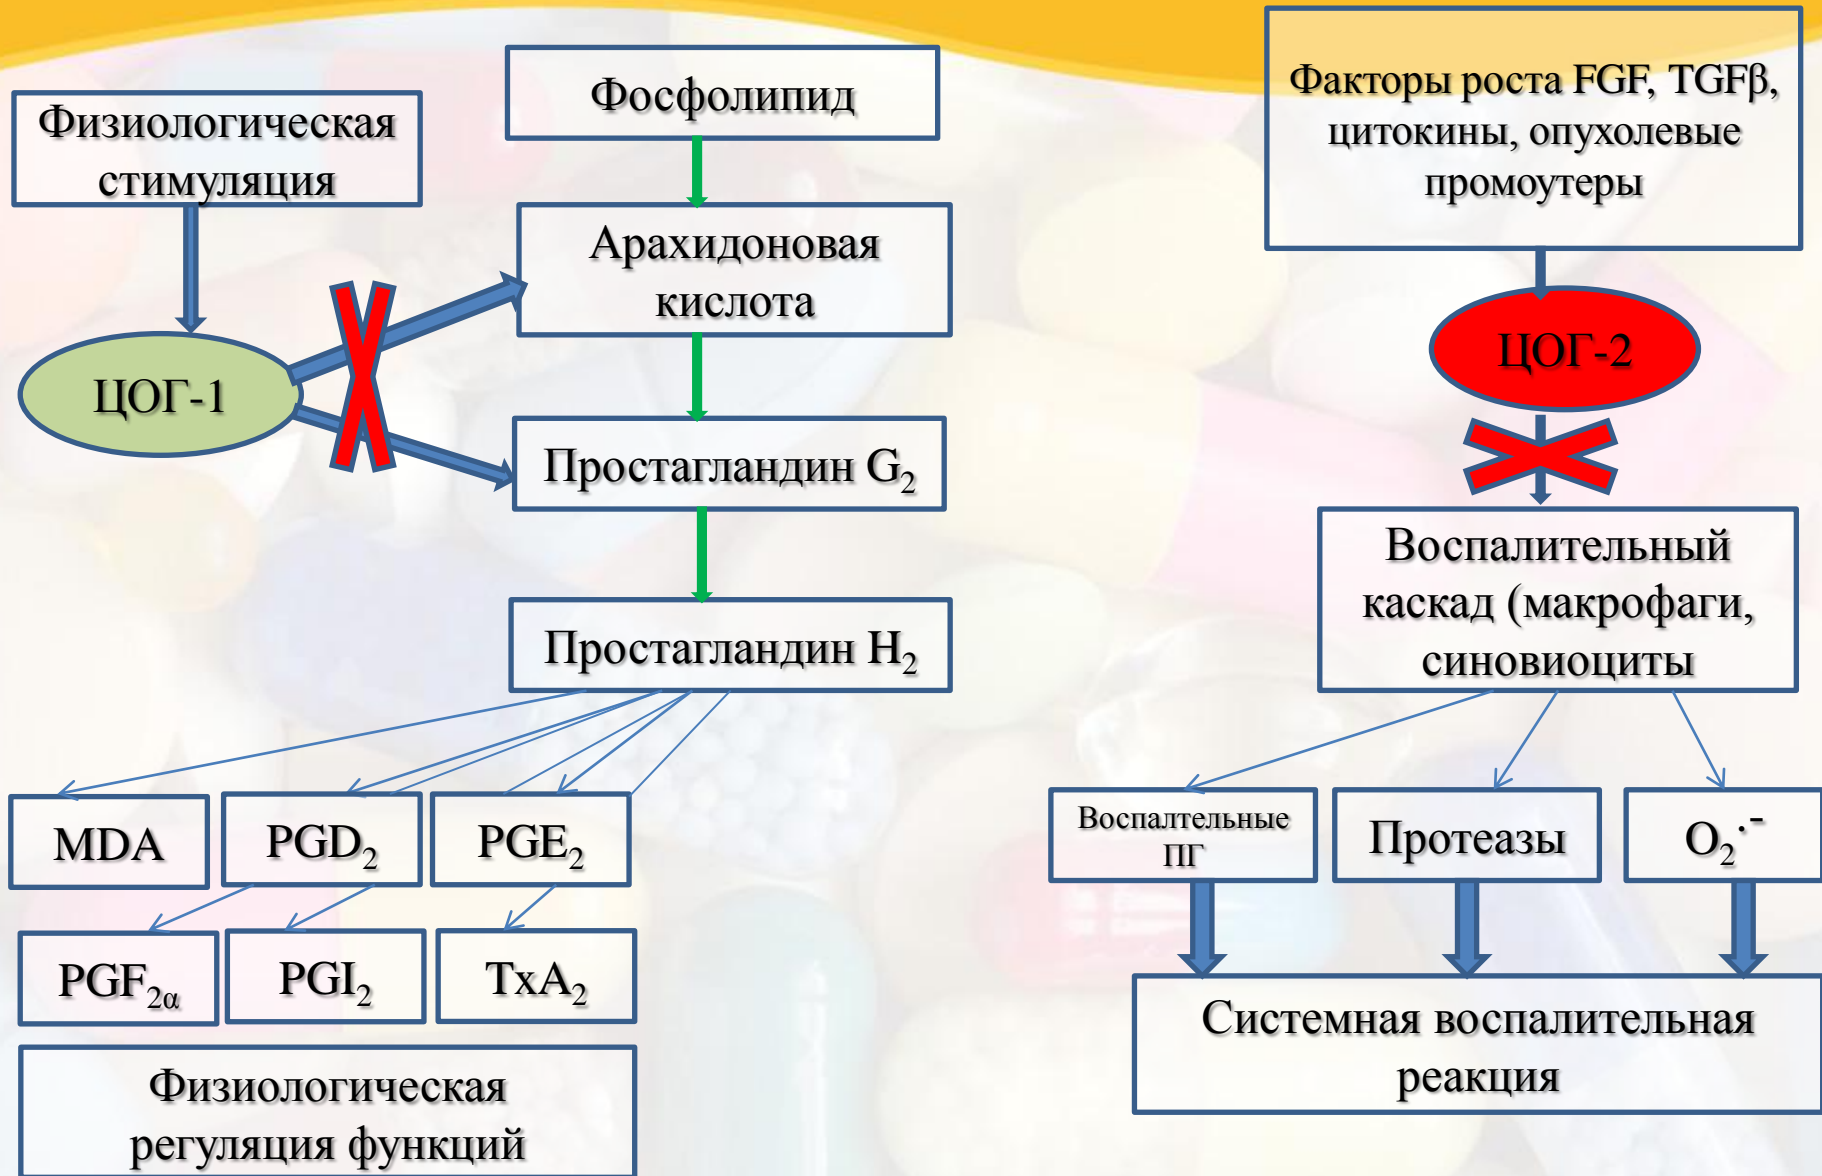 Физиологическая
стимуляция
ЦОГ-1
Фосфолипид
Арахидоновая
кислота
Простагландин G₂
Простагландин H₂
MDA
PGD₂
PGE₂
PGF₂α
PGI₂
TxA₂
Физиологическая
регуляция функций
Факторы роста FGF, TGFβ,
цитокины, опухолевые
промоутеры
ЦОГ-2
Воспалительный
каскад (макрофаги,
синовиоциты
Воспалтельные
ПГ
Протеазы
O₂·⁻
Системная воспалительная
реакция